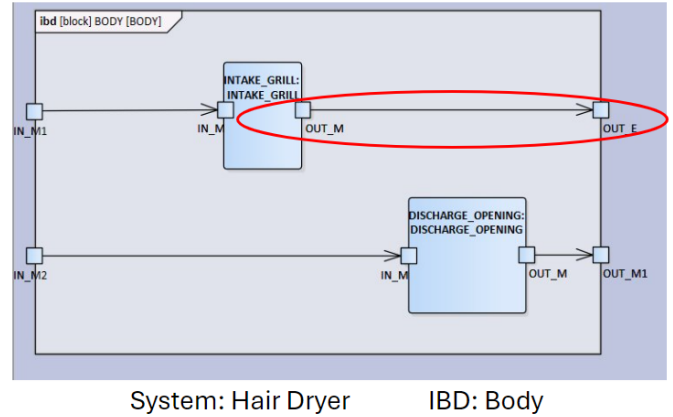 ibd [block] BODY [BODY]
INTAKE_GRILL:
INTAKE_GRILL
IN_M1
IN_M
OUT_M
OUT_E
DISCHARGE_OPENING:
DISCHARGE_OPENING
IN_M2
IN_M
OUT_M
OUT_M1
System: Hair Dryer IBD: Body